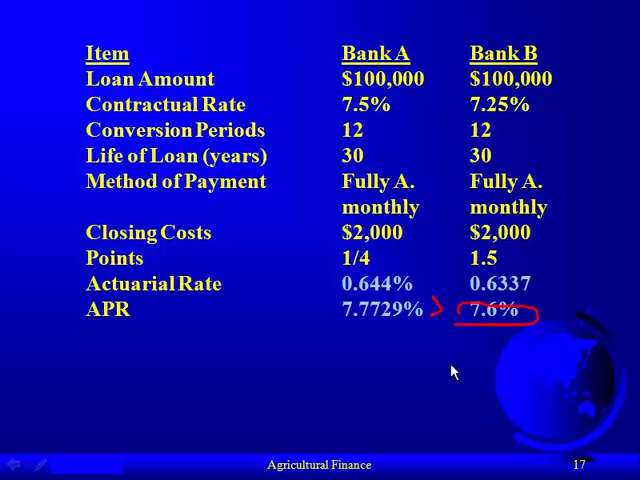 Item Bank A Bank B
Loan Amount $100,000 $100,000
Contractual Rate 7.5% 7.25%
Conversion Periods 12 12
Life of Loan (years) 30 30
Method of Payment Fully A. Fully A.
monthly monthly
Closing Costs $2,000 $2,000
Points 1/4 1.5
Actuarial Rate 0.644% 0.6337
APR 7.7729% > 7.6%
Agricultural Finance 17